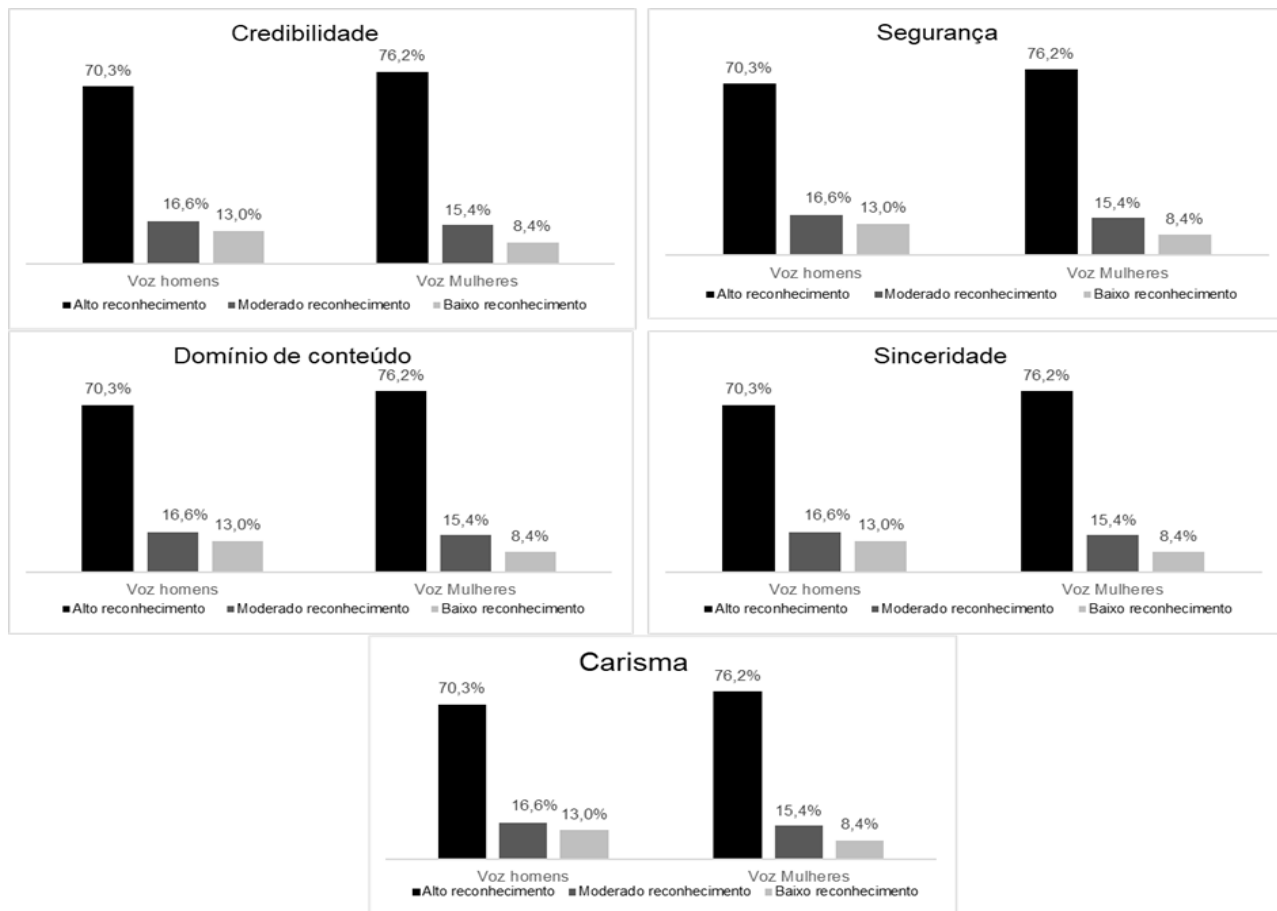 Credibilidade
76,2%
70,3%
16,6%
13,0%
15,4%
8,4%
Voz homens
Voz Mulheres
Alto reconhecimento Moderado reconhecimento Baixo reconhecimento
Segurança
76,2%
70,3%
16,6%
13,0%
15,4%
8,4%
Voz homens
Voz Mulheres
Alto reconhecimento Moderado reconhecimento Baixo reconhecimento
Domínio de conteúdo
76,2%
70,3%
16,6%
13,0%
15,4%
8,4%
Voz homens
Voz Mulheres
Alto reconhecimento Moderado reconhecimento Baixo reconhecimento
Sinceridade
76,2%
70,3%
16,6%
13,0%
15,4%
8,4%
Voz homens
Voz Mulheres
Alto reconhecimento Moderado reconhecimento Baixo reconhecimento
Carisma
76,2%
70,3%
16,6%
13,0%
15,4%
8,4%
Voz homens
Voz Mulheres
Alto reconhecimento Moderado reconhecimento Baixo reconhecimento